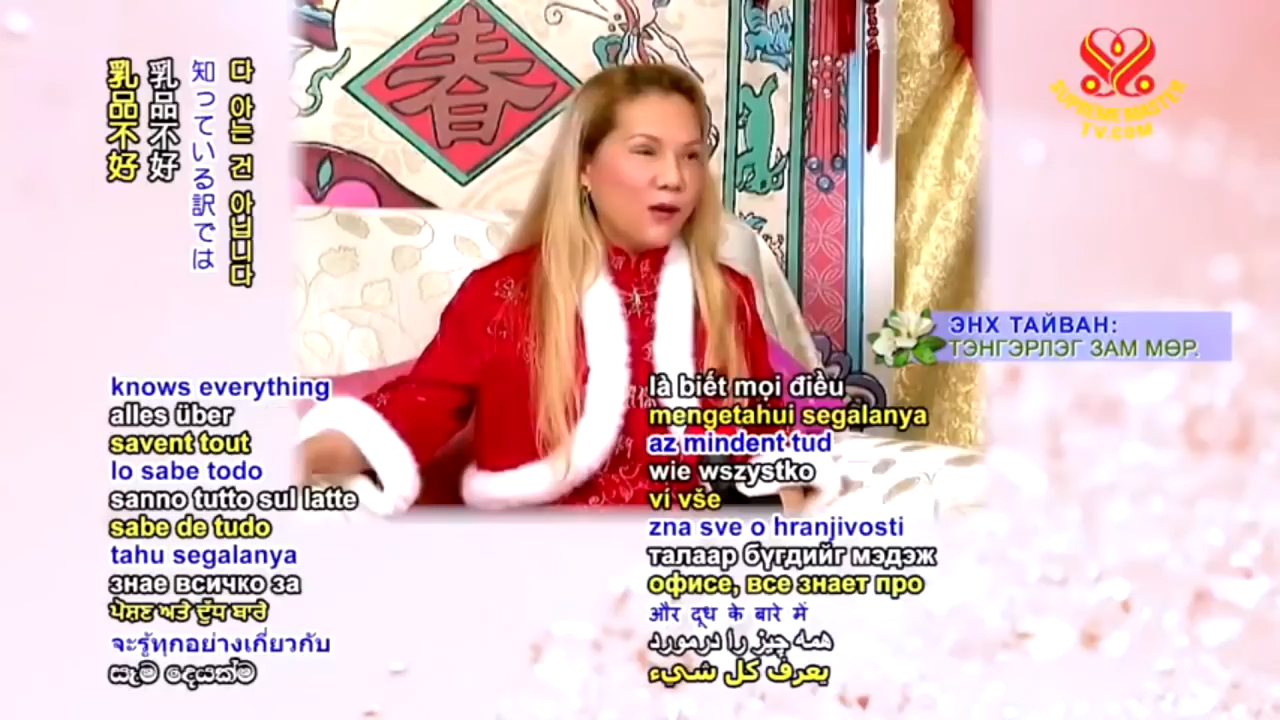 乳品不好
乳品不好
知っている訳では
다 아는 건 아닙니다
春
SUPREME MASTER
TV.COM
ЭНХ ТАЙВАН:
ТЭНГЭРЛЭГ ЗАМ МӨР.
knows everything
alles über
savent tout
lo sabe todo
sanno tutto sul latte
sabe de tudo
tahu segalanya
знае всичко за
ਪੋਸ਼ਣ ਅਤੇ ਦੁੱਧ ਬਾਰੇ
จะรู้ทุกอย่างเกี่ยวกับ
සෑම දෙයක්ම
là biết mọi điều
mengetahui segalanya
az mindent tud
wie wszystko
ví vše
zna sve o hranjivosti
талаар бүгдийг мэдэж
офисе, все знает про
और दूध के बारे में
همه چیز را درمورد
يعرف كل شيء